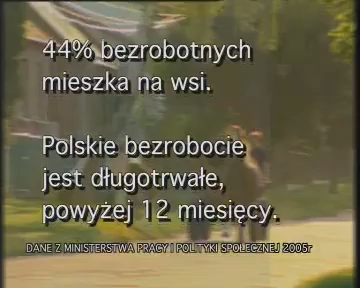 44% bezrobotnych
mieszka na wsi.
Polskie bezrobocie
jest długotrwałe,
powyżej 12 miesięcy.
DANE Z MINISTERSTWA PRACY I POLITYKI SPOŁECZNEJ 2005r